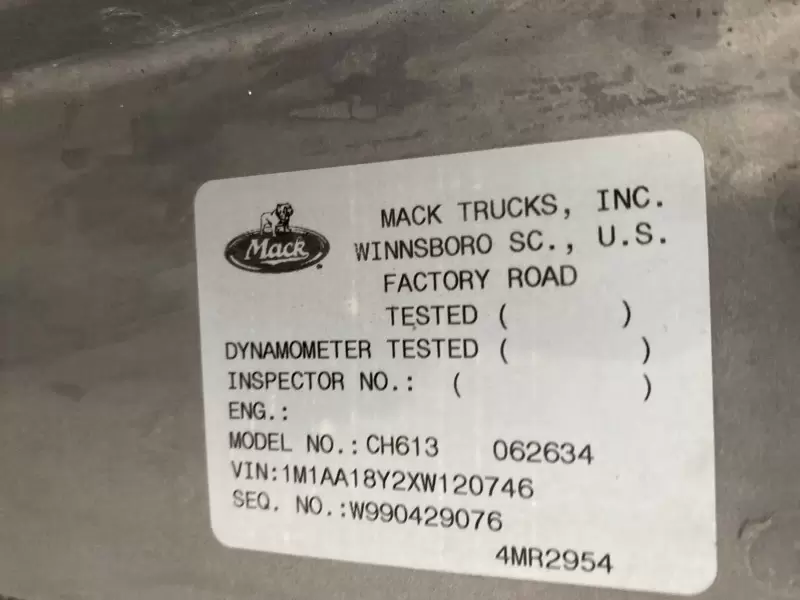 Mack
MACK TRUCKS, INC.
WINNSBORO SC., U.S.
FACTORY ROAD
TESTED ( )
DYNAMOMETER TESTED ( )
INSPECTOR NO.: ( )
ENG.:
MODEL NO.:CH613 062634
VIN:1M1AA18Y2XW120746
SEQ. NO.:W990429076
4MR2954